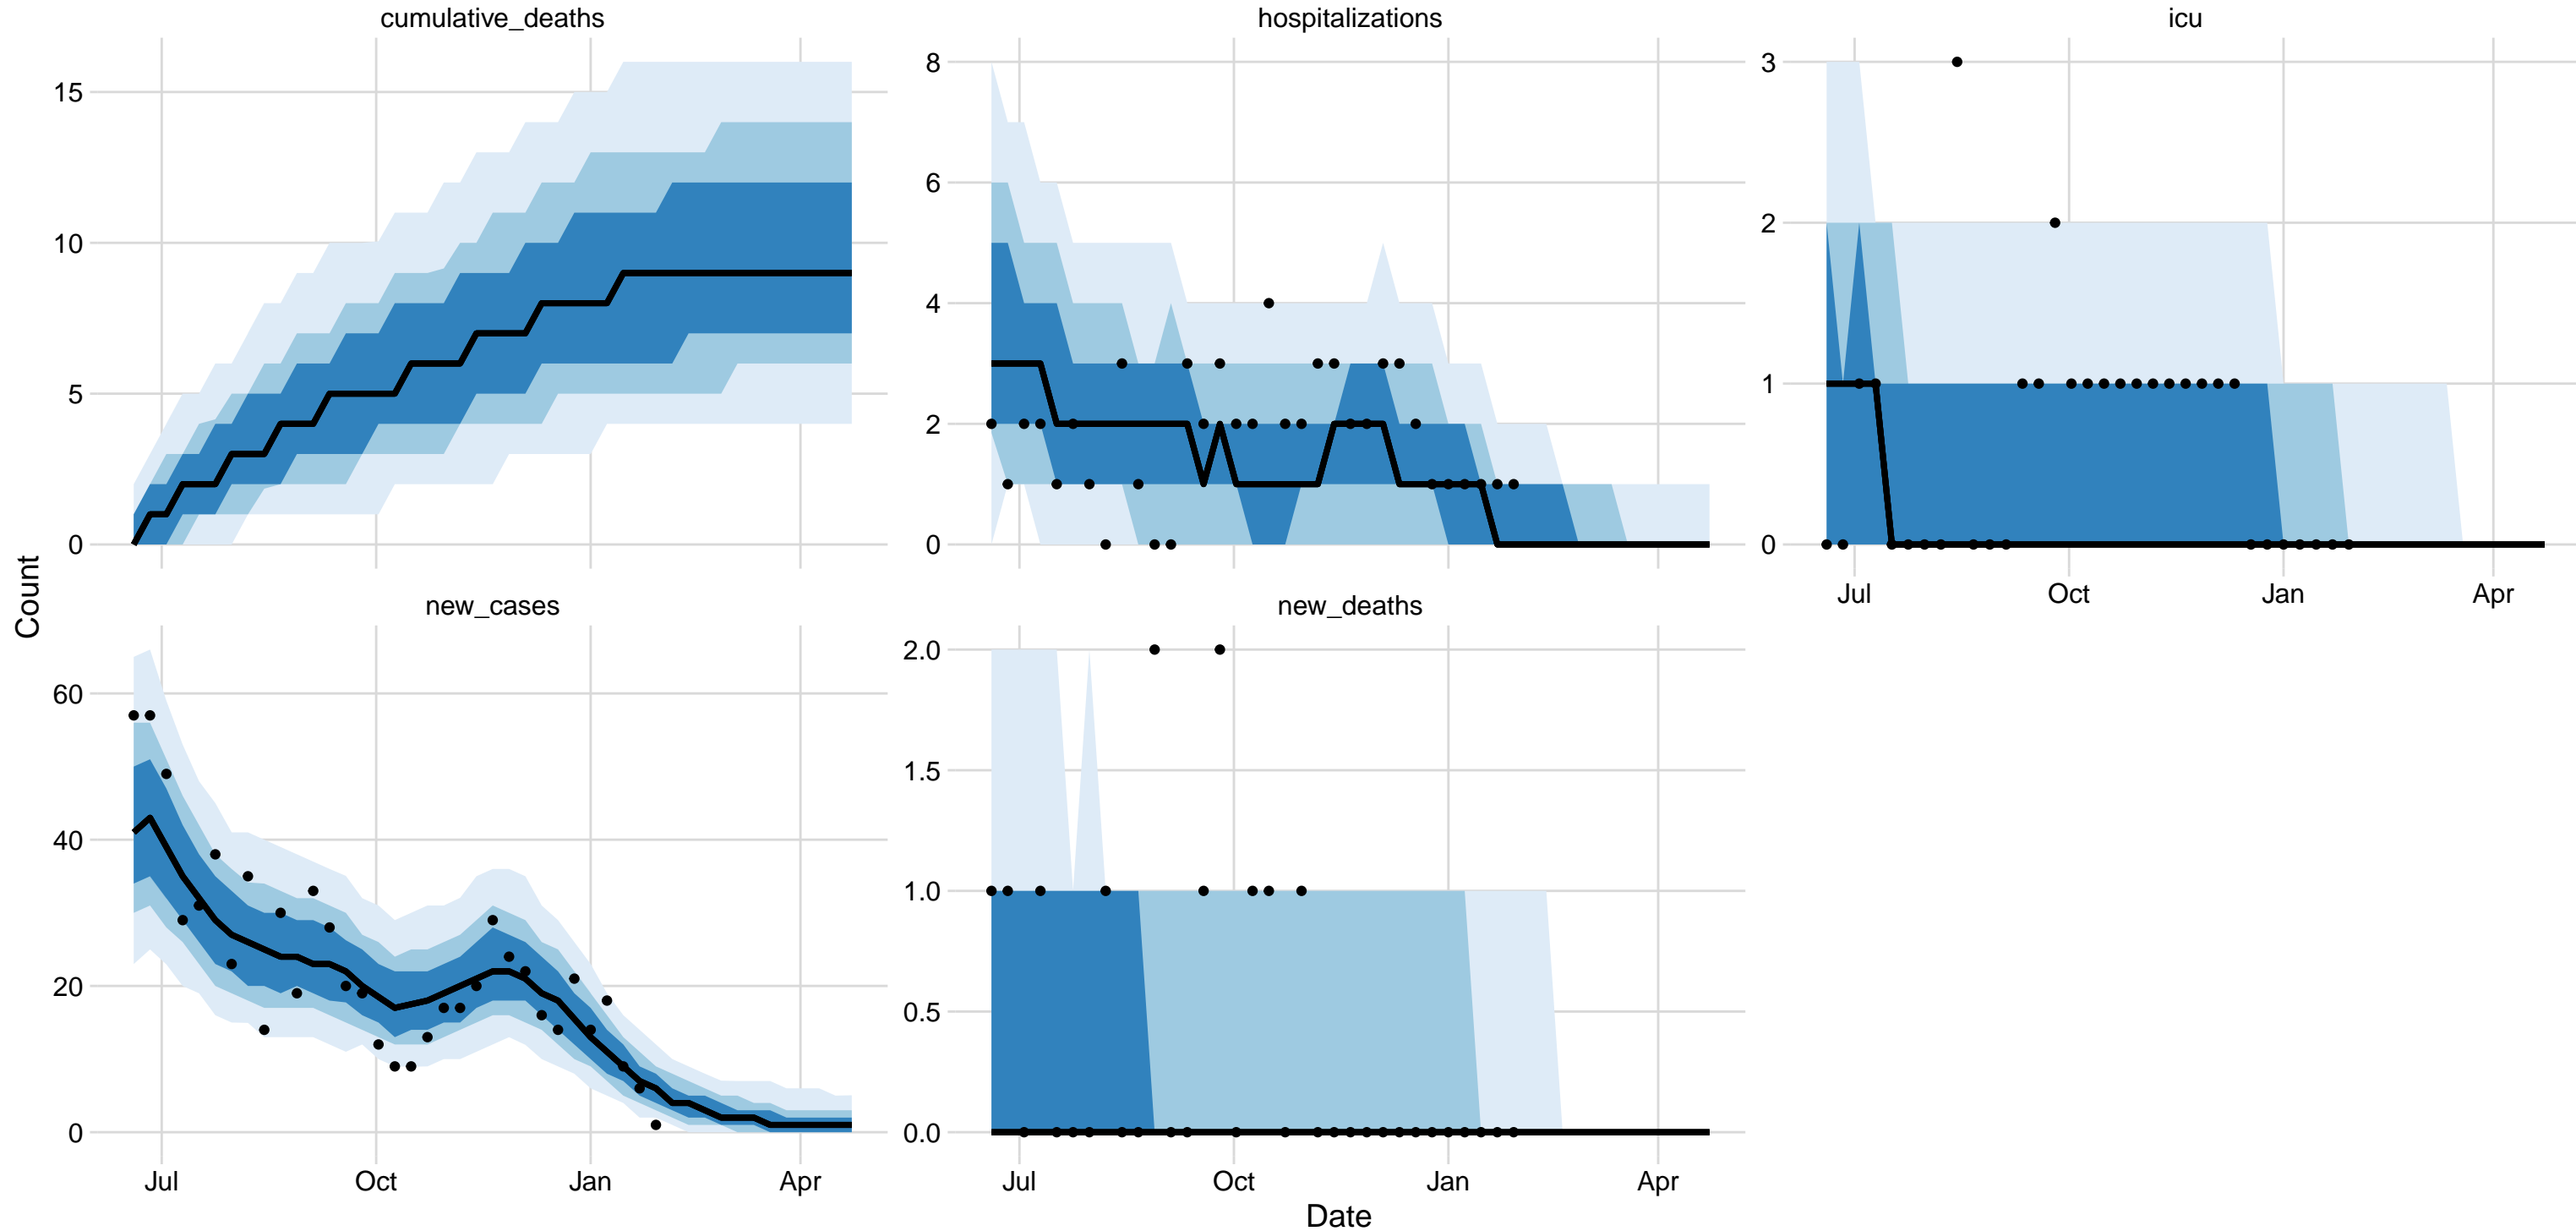 cumulative_deaths
hospitalizations
icu
15
10
5
0
8
6
4
2
0
3
2
1
0
Jul
Oct
Jan
Apr
Count
new_cases
new_deaths
60
40
20
0
2.0
1.5
1.0
0.5
0.0
Jul
Oct
Jan
Apr
Jul
Oct
Jan
Apr
Date